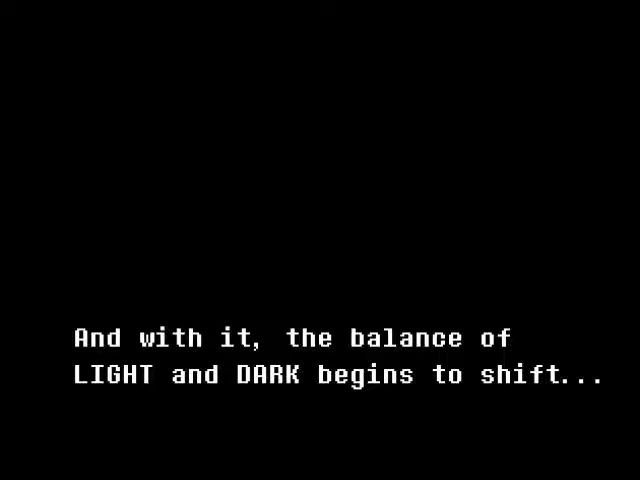 And with it, the balance of
LIGHT and DARK begins to shift...